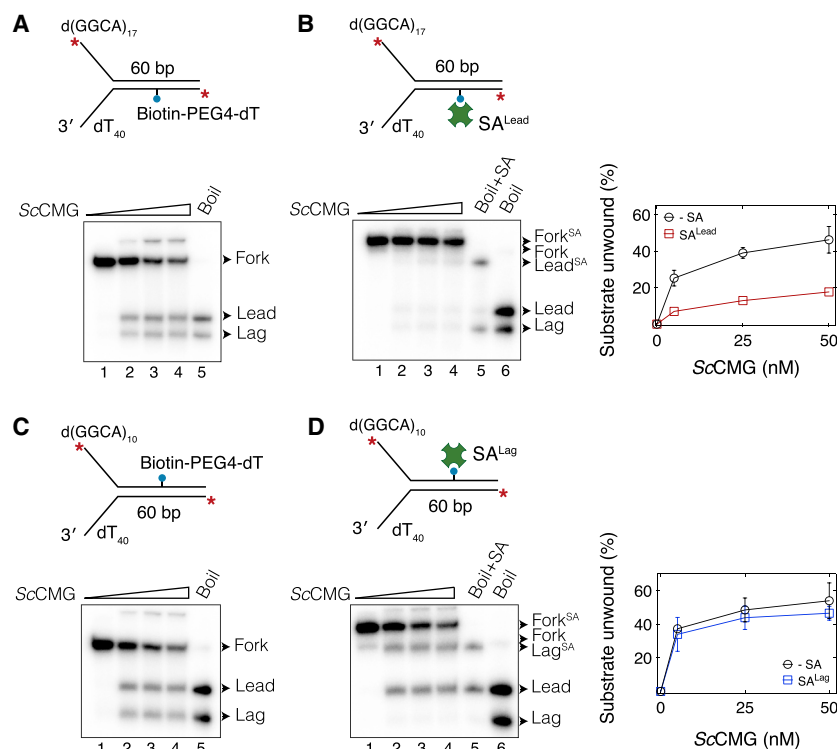 A
d(GGCA)17
*
60 bp
*
Biotin-PEG4-dT
3′ dT40
ScCMG
Boil
Fork
Lead
Lag
1 2 3 4 5
B
d(GGCA)17
*
60 bp
*
SALead
3′ dT40
ScCMG
Boil+SA
Boil
ForkSA
Fork
LeadSA
Lead
Lag
1 2 3 4 5 6
Substrate unwound (%)
60
40
20
- SA
SALead
0 25 50
ScCMG (nM)
C
d(GGCA)10
*
Biotin-PEG4-dT
*
60 bp
3′ dT40
ScCMG
Boil
Fork
Lead
Lag
1 2 3 4 5
D
d(GGCA)10
*
SALag
*
60 bp
3′ dT40
ScCMG
Boil+SA
Boil
ForkSA
Fork
LagSA
Lead
Lag
1 2 3 4 5 6
Substrate unwound (%)
60
40
20
- SA
SALag
0 25 50
ScCMG (nM)